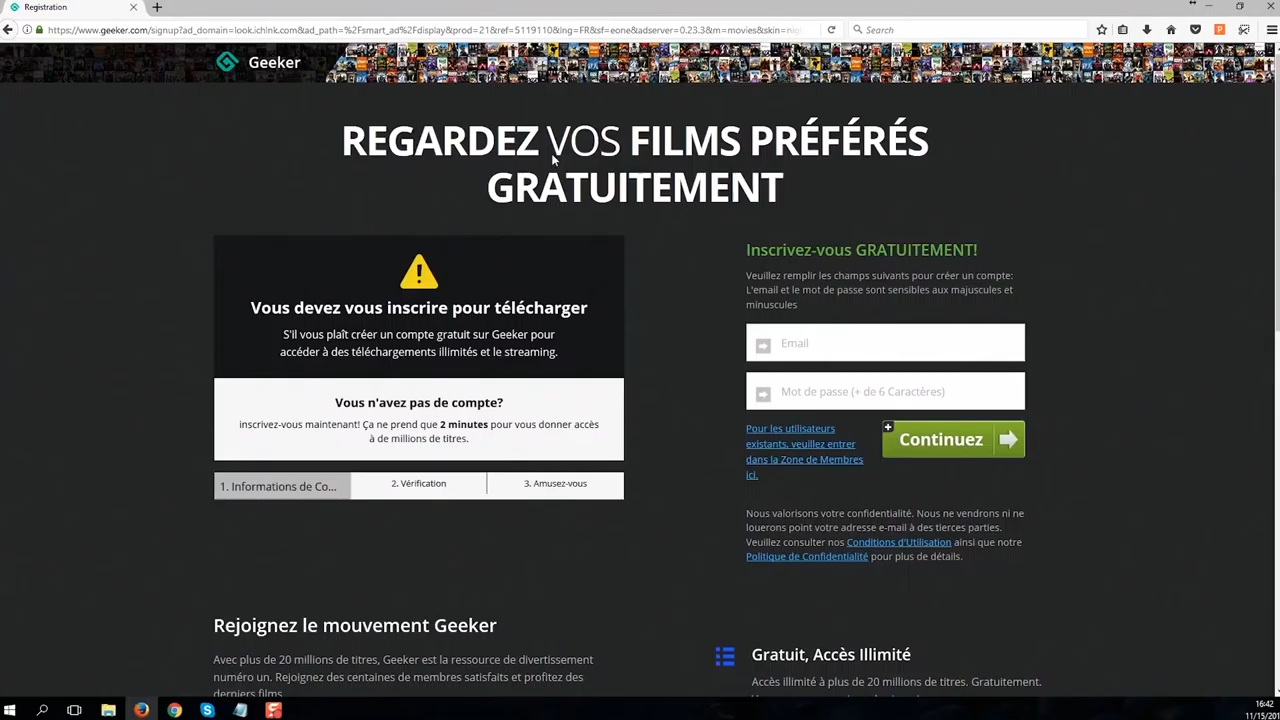 Registration
https://www.geeker.com/signup?ad_domain=look.ichlnk.com&ad_path=%2Fsmart_ad%2Fdisplay&prod=21&ref=5119110&lng=FR&sf=eone&adserver=0.23.3&m=movies&skin=
Search
Geeker
REGARDEZ VOS FILMS PRÉFÉRÉS
GRATUITEMENT
Vous devez vous inscrire pour télécharger
S'il vous plaît créer un compte gratuit sur Geeker pour
accéder à des téléchargements illimités et le streaming.
Vous n'avez pas de compte?
inscrivez-vous maintenant! Ça ne prend que 2 minutes pour vous donner accès
à de millions de titres.
1. Informations de Co...
2. Vérification
3. Amusez-vous
Inscrivez-vous GRATUITEMENT!
Veuillez remplir les champs suivants pour créer un compte:
L'email et le mot de passe sont sensibles aux majuscules et
minuscules
Email
Mot de passe (+ de 6 Caractères)
Pour les utilisateurs
existants, veuillez entrer
dans la Zone de Membres
ici.
Continuez
Nous valorisons votre confidentialité. Nous ne vendrons ni ne
louerons point votre adresse e-mail à des tierces parties.
Veuillez consulter nos Conditions d'Utilisation ainsi que notre
Politique de Confidentialité pour plus de détails.
Rejoignez le mouvement Geeker
Avec plus de 20 millions de titres, Geeker est la ressource de divertissement
numéro un. Rejoignez des centaines de membres satisfaits et profitez des
derniers films
Gratuit, Accès Illimité
Accès illimité à plus de 20 millions de titres. Gratuitement.
16:42
11/15/201